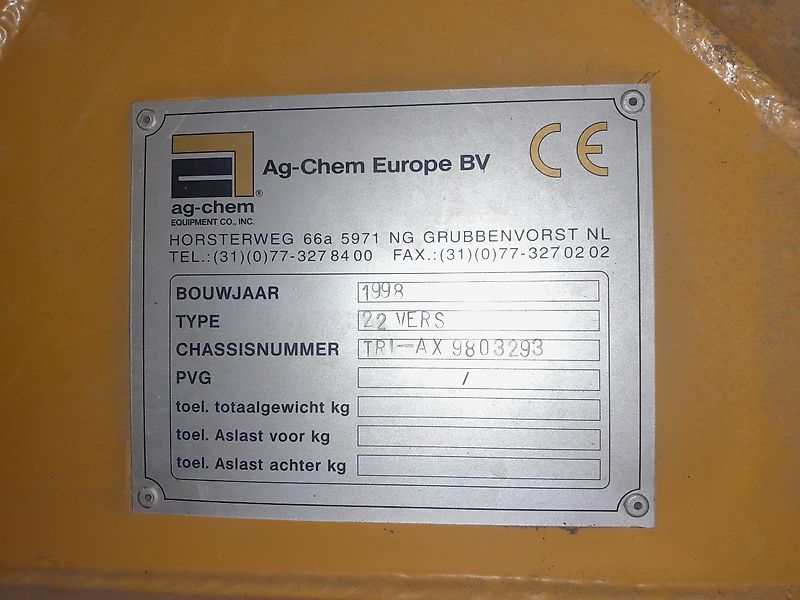 Ag-Chem Europe BV
CE
®
ag-chem
EQUIPMENT CO., INC.
HORSTERWEG 66a 5971 NG GRUBBENVORST NL
TEL.:(31)(0)77-327 84 00 FAX.:(31)(0)77-327 02 02
BOUWJAAR 1998
TYPE 22 VERS
CHASSISNUMMER TRI-AX 9803293
PVG /
toel. totaalgewicht kg
toel. Aslast voor kg
toel. Aslast achter kg